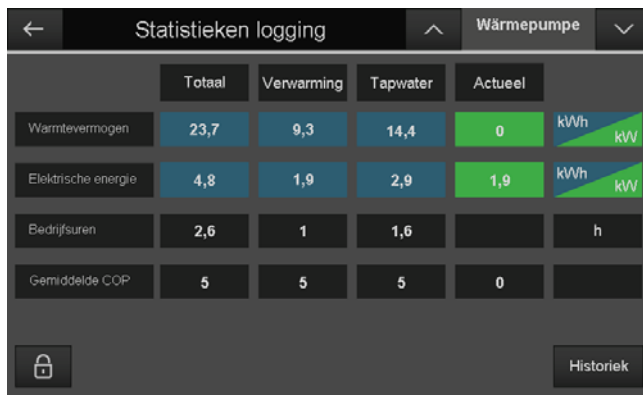 Statistieken logging Wärmepumpe
Totaal Verwarming Tapwater Actueel
Warmtevermogen 23,7 9,3 14,4 0 kWh kW
Elektrische energie 4,8 1,9 2,9 1,9 kWh kW
Bedrijfsuren 2,6 1 1,6 h
Gemiddelde COP 5 5 5 0
Historiek